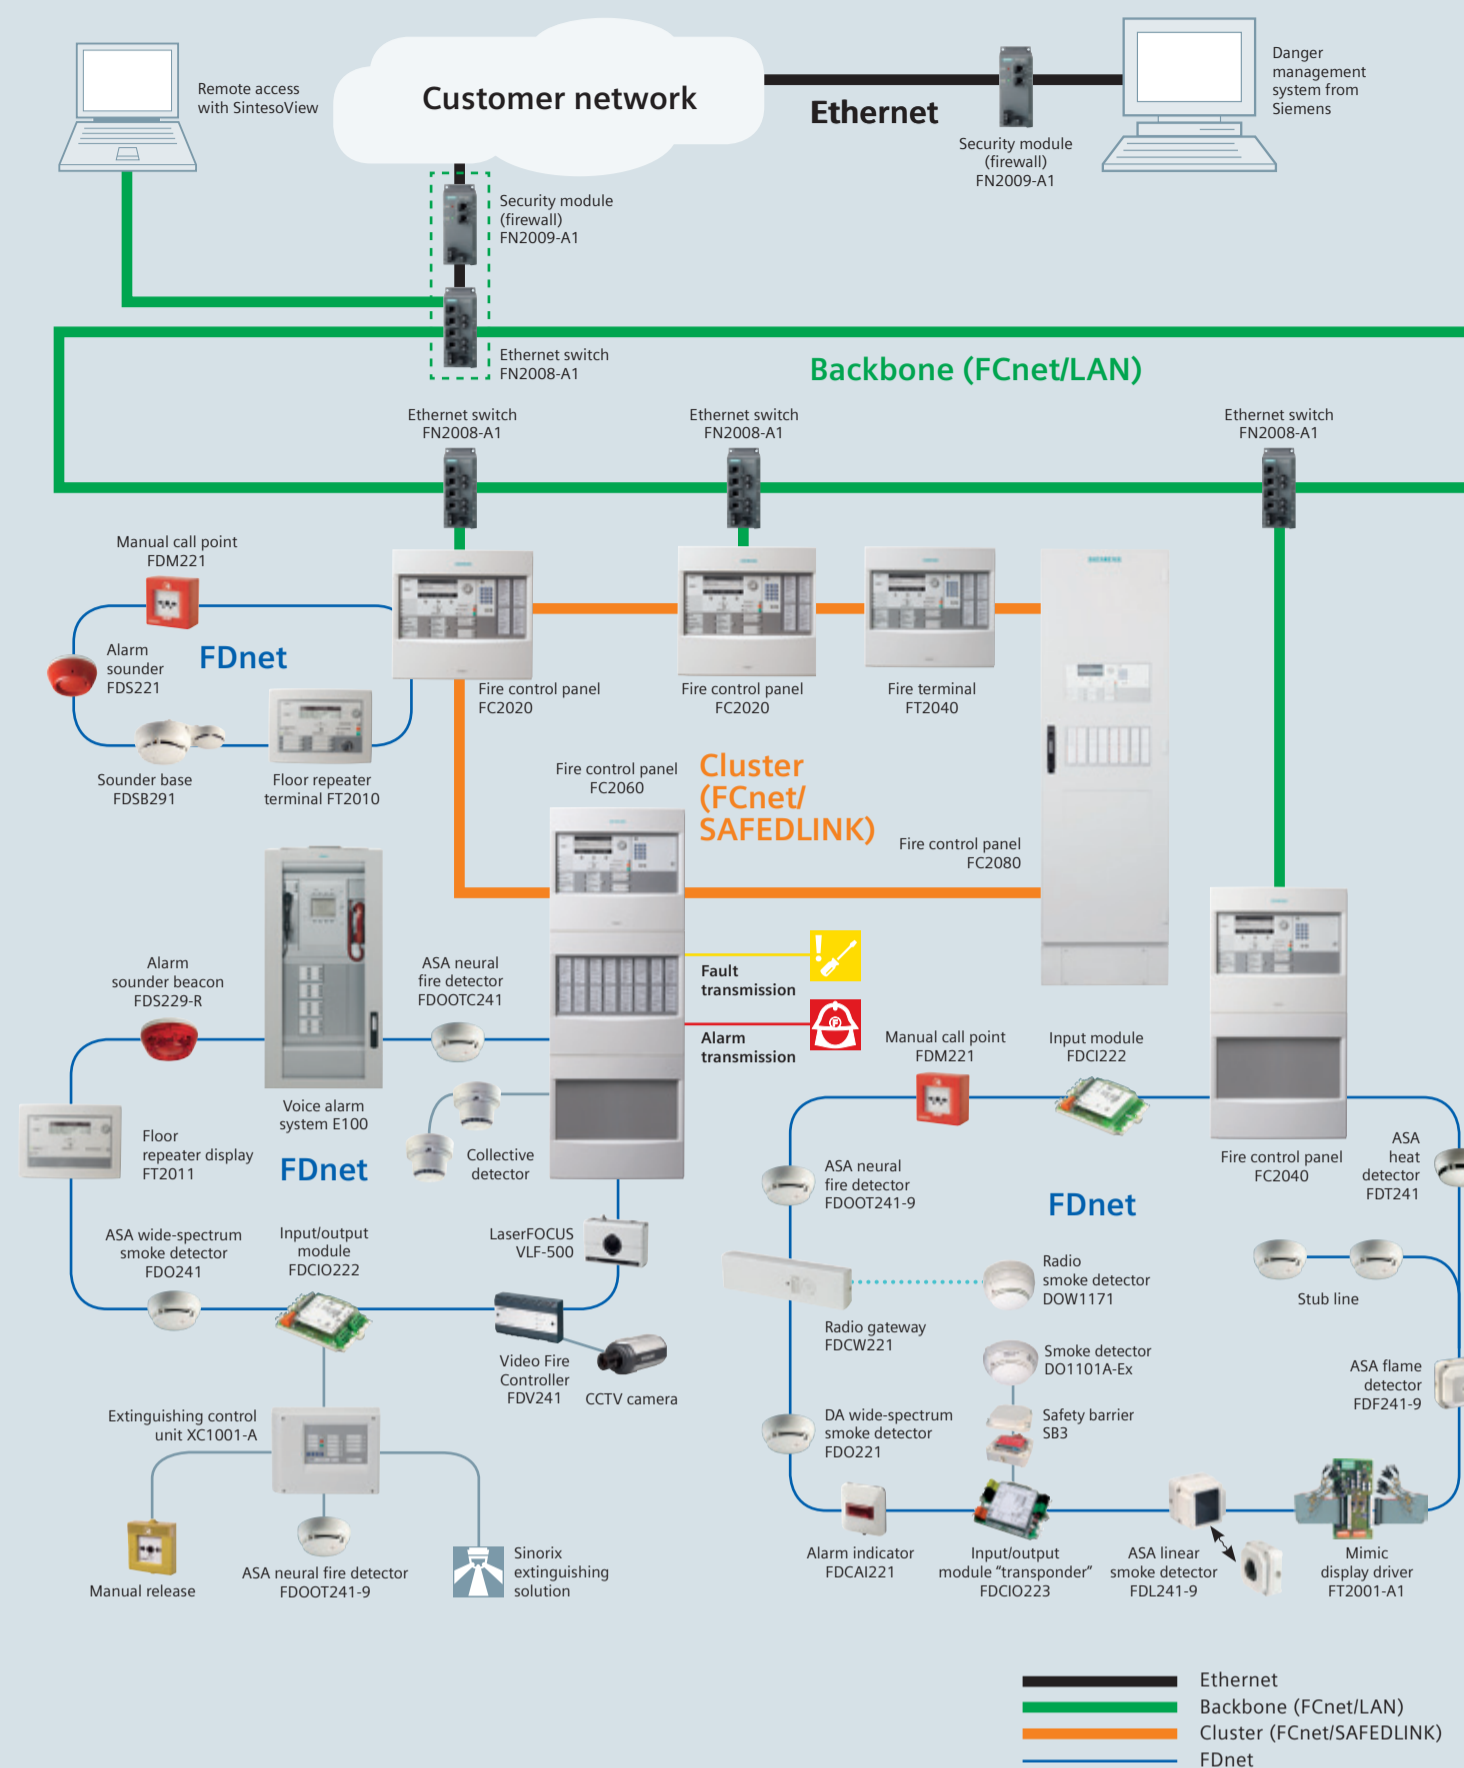 Remote access
with SintesoView
Customer network
Ethernet
Security module
(firewall)
FN2009-A1
Danger
management
system from
Siemens
Security module
(firewall)
FN2009-A1
Ethernet switch
FN2008-A1
Backbone (FCnet/LAN)
Ethernet switch
FN2008-A1
Ethernet switch
FN2008-A1
Ethernet switch
FN2008-A1
Manual call point
FDM221
Alarm
sounder
FDS221
FDnet
Sounder base
FDSB291
Floor repeater
terminal FT2010
Fire control panel
FC2020
Fire control panel
FC2020
Fire terminal
FT2040
SIEMENS
Fire control panel
FC2060
Cluster
(FCnet/
SAFEDLINK)
Fire control panel
FC2080
Alarm
sounder beacon
FDS229-R
ASA neural
fire detector
FDOOTC241
Fault
transmission
Alarm
transmission
F
Voice alarm
system E100
Floor
repeater display
FT2011
FDnet
Collective
detector
ASA wide-spectrum
smoke detector
FDO241
Input/output
module
FDCIO222
LaserFOCUS
VLF-500
Video Fire
Controller
FDV241
CCTV camera
Extinguishing control
unit XC1001-A
Manual release
ASA neural fire detector
FDOOT241-9
Sinorix
extinguishing
solution
Manual call point
FDM221
Input module
FDCI222
Fire control panel
FC2040
ASA
heat
detector
FDT241
ASA neural
fire detector
FDOOT241-9
FDnet
Radio
smoke detector
DOW1171
Stub line
Radio gateway
FDCW221
Smoke detector
DO1101A-Ex
ASA flame
detector
FDF241-9
DA wide-spectrum
smoke detector
FDO221
Safety barrier
SB3
Alarm indicator
FDCAI221
Input/output
module “transponder”
FDCIO223
ASA linear
smoke detector
FDL241-9
Mimic
display driver
FT2001-A1
Ethernet
Backbone (FCnet/LAN)
Cluster (FCnet/SAFEDLINK)
FDnet